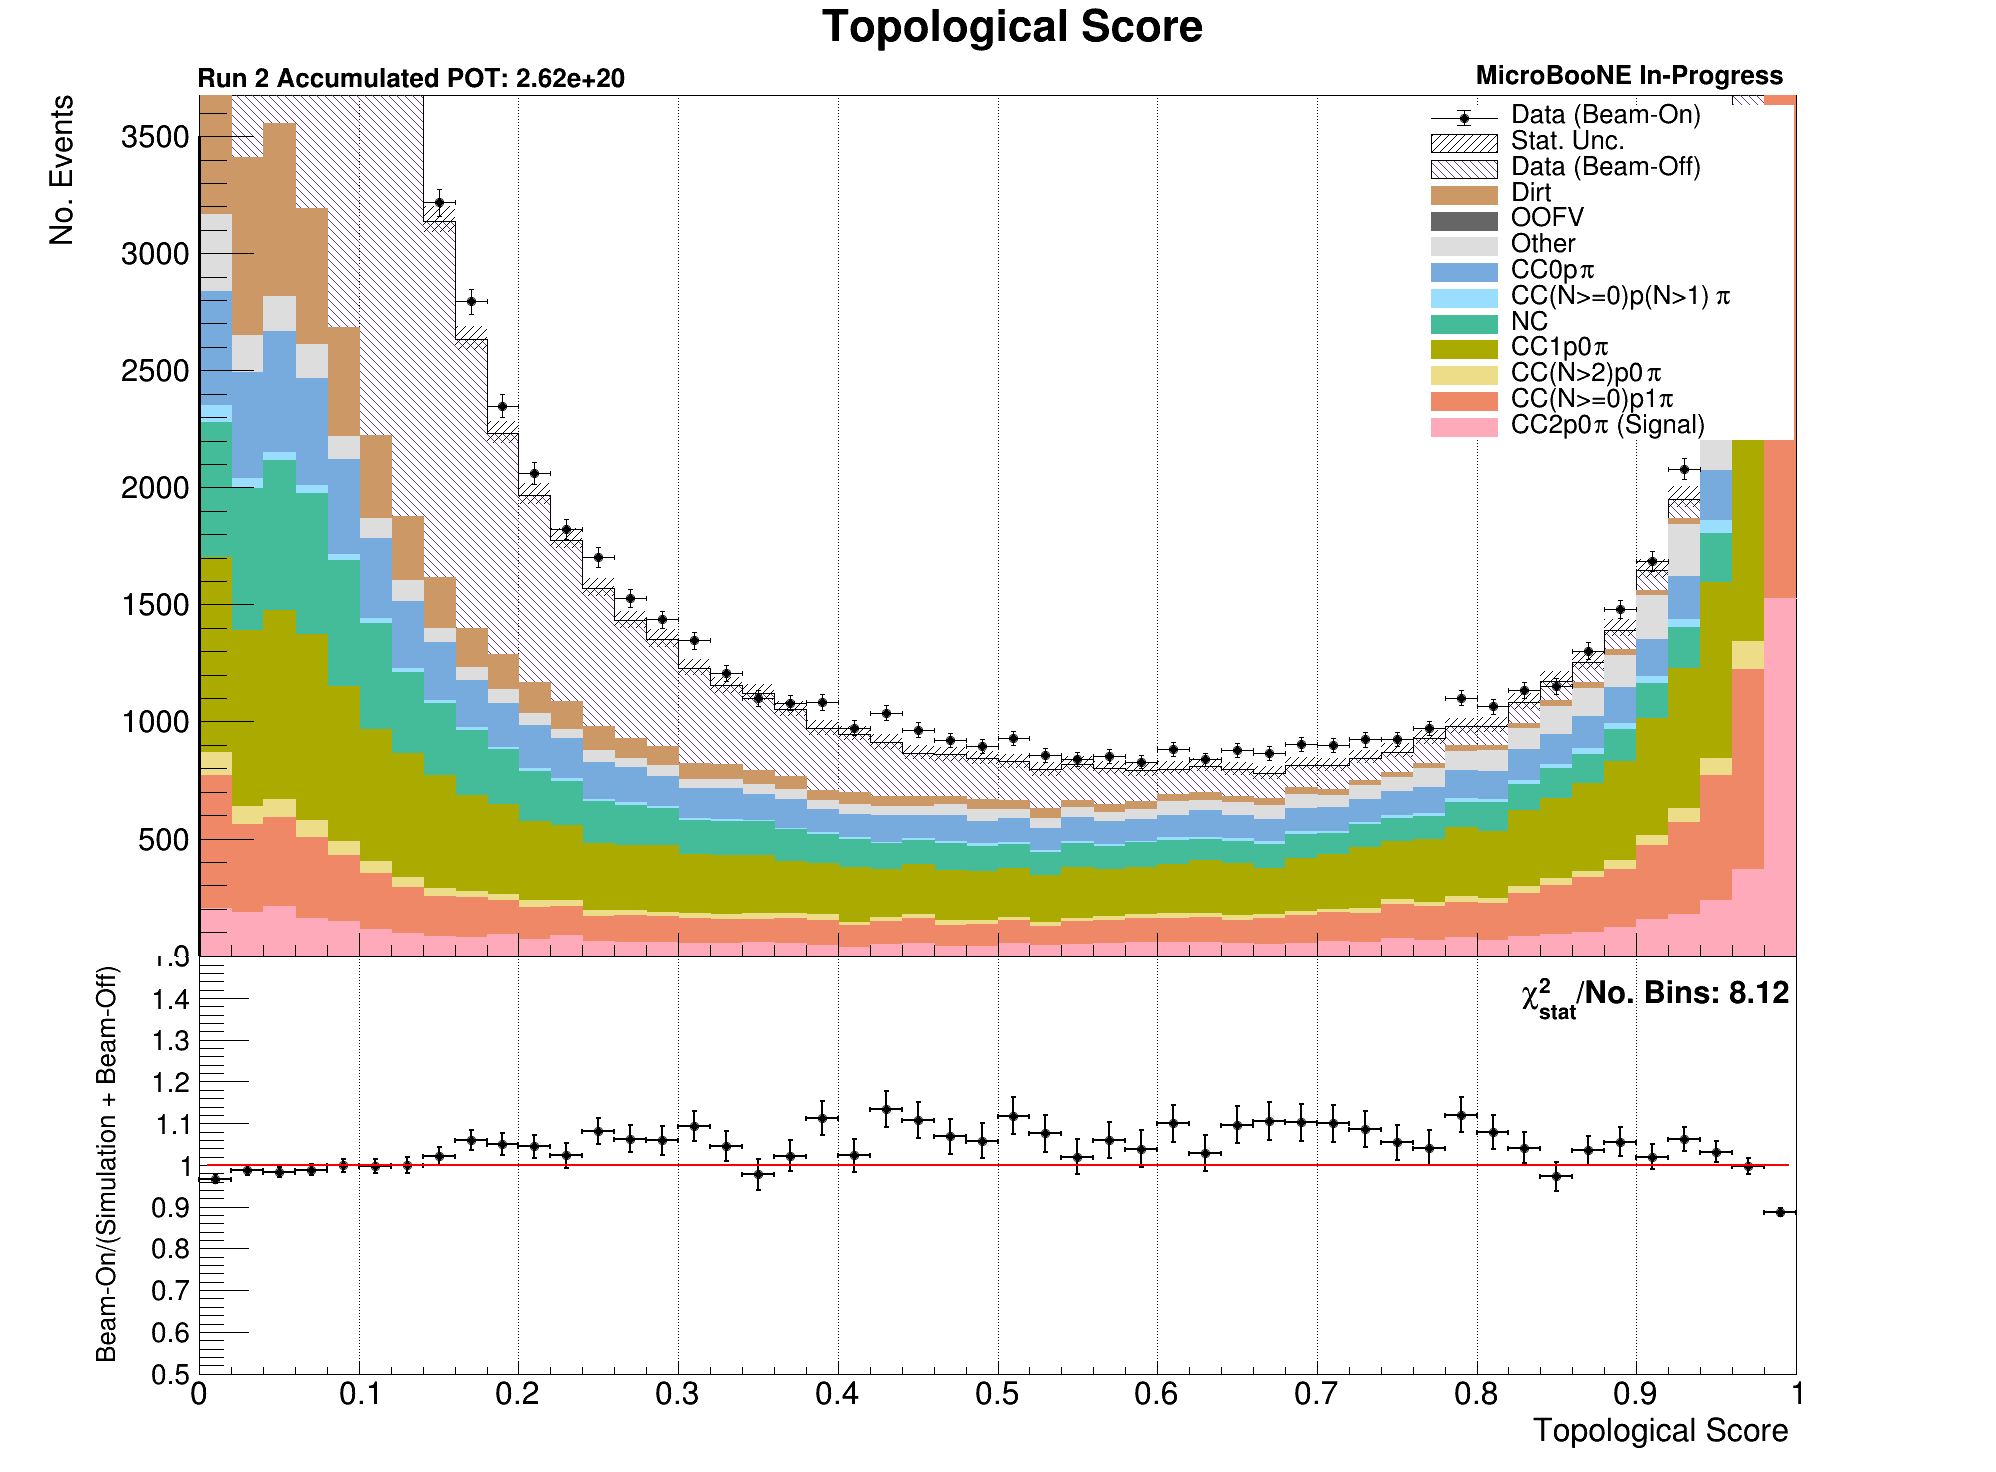 Topological Score
Run 2 Accumulated POT: 2.62e+20
MicroBooNE In-Progress
No. Events
3500
3000
2500
2000
1500
1000
500
0
Data (Beam-On)
Stat. Unc.
Data (Beam-Off)
Dirt
OOFV
Other
CC0pπ
CC(N>=0)p(N>1) π
NC
CC1p0π
CC(N>2)p0π
CC(N>=0)p1π
CC2p0π (Signal)
Beam-On/(Simulation + Beam-Off)
1.5
1.4
1.3
1.2
1.1
1
0.9
0.8
0.7
0.6
0.5
χ²stat/No. Bins: 8.12
0 0.1 0.2 0.3 0.4 0.5 0.6 0.7 0.8 0.9 1
Topological Score